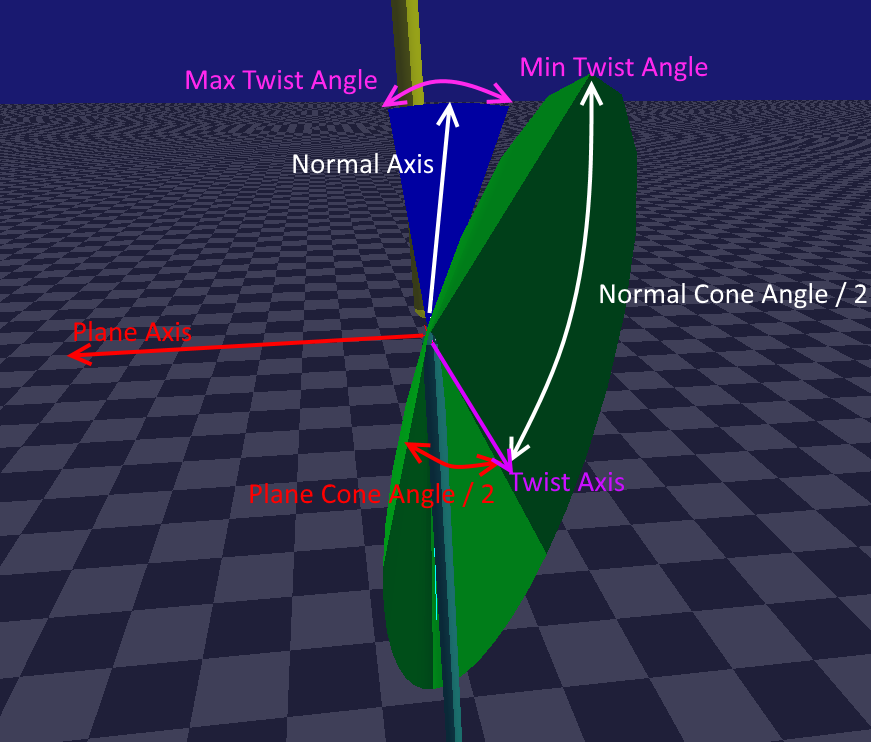 Min Twist Angle
Max Twist Angle
Normal Axis
Normal Cone Angle / 2
Plane Axis
Twist Axis
Plane Cone Angle / 2